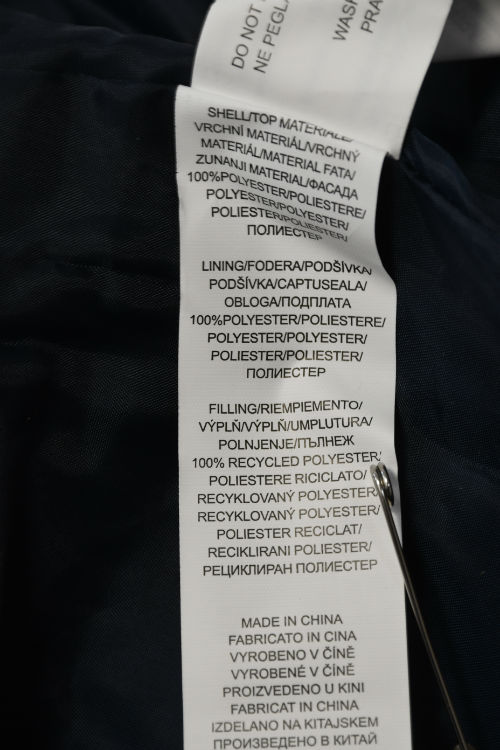 DO NOT
NE PEGLA
WASH
PRA
SHELL/TOP MATERIALE/
VRCHNÍ MATERIÁL/VRCHNÝ
MATERIÁL/MATERIAL FATA/
ZUNANJI MATERIAL/ФАСАДА
100%POLYESTER/POLIESTERE/
POLYESTER/POLYESTER/
POLIESTER/POLIESTER/
ПОЛИЕСТЕР
LINING/FODERA/PODŠÍVKA/
PODŠÍVKA/CAPTUSEALA/
OBLOGA/ПОДПЛАТА
100%POLYESTER/POLIESTERE/
POLYESTER/POLYESTER/
POLIESTER/POLIESTER/
ПОЛИЕСТЕР
FILLING/RIEMPIEMENTO/
VÝPLŇ/VÝPLŇ/UMPLUTURA/
POLNJENJE/ПЪЛНЕЖ
100% RECYCLED POLYESTER/
POLIESTERE RICICLATO/
RECYKLOVANÝ POLYESTER/
RECYKLOVANÝ POLYESTER/
POLIESTER RECICLAT/
RECIKLIRANI POLIESTER/
РЕЦИКЛИРАН ПОЛИЕСТЕР
MADE IN CHINA
FABRICATO IN CINA
VYROBENO V ČÍNĚ
VYROBENÉ V ČÍNĚ
PROIZVEDENO U KINI
FABRICAT IN CHINA
IZDELANO NA KITAJSKEM
ПРОИЗВЕДЕНО В КИТАЙ